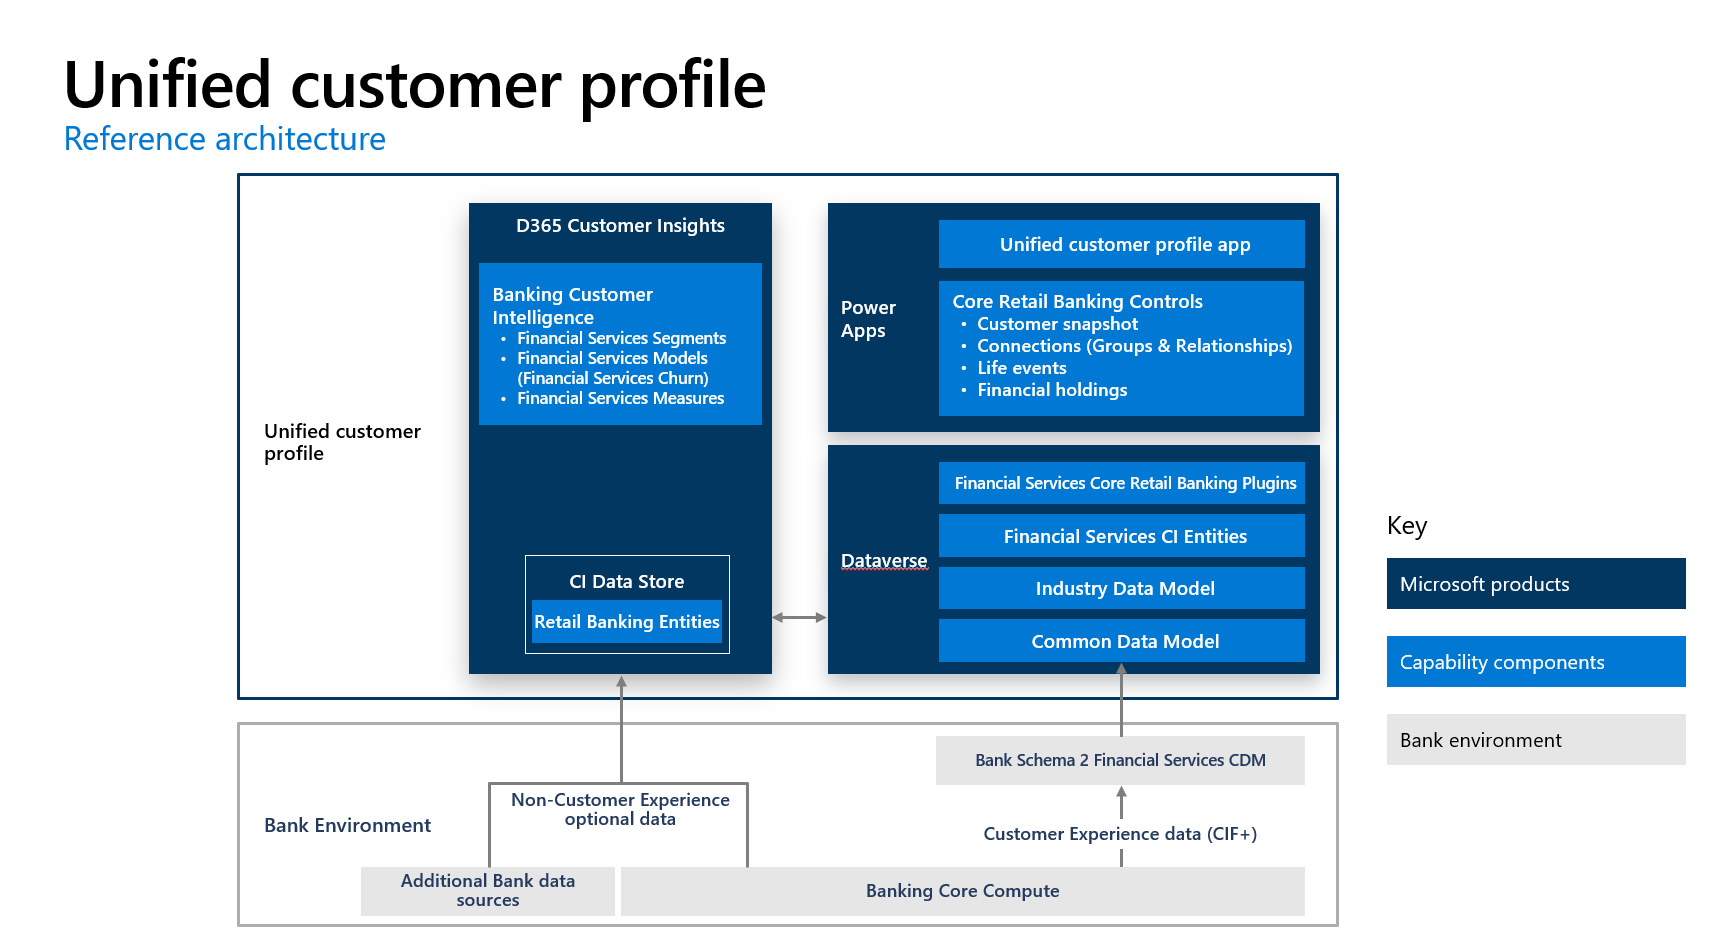 Unified customer profile
Reference architecture
Unified customer
profile
D365 Customer Insights
Banking Customer
Intelligence
• Financial Services Segments
• Financial Services Models
(Financial Services Churn)
• Financial Services Measures
CI Data Store
Retail Banking Entities
Power
Apps
Unified customer profile app
Core Retail Banking Controls
• Customer snapshot
• Connections (Groups & Relationships)
• Life events
• Financial holdings
Dataverse
Financial Services Core Retail Banking Plugins
Financial Services CI Entities
Industry Data Model
Common Data Model
Bank Environment
Non-Customer Experience
optional data
Additional Bank data
sources
Bank Schema 2 Financial Services CDM
Customer Experience data (CIF+)
Banking Core Compute
Key
Microsoft products
Capability components
Bank environment